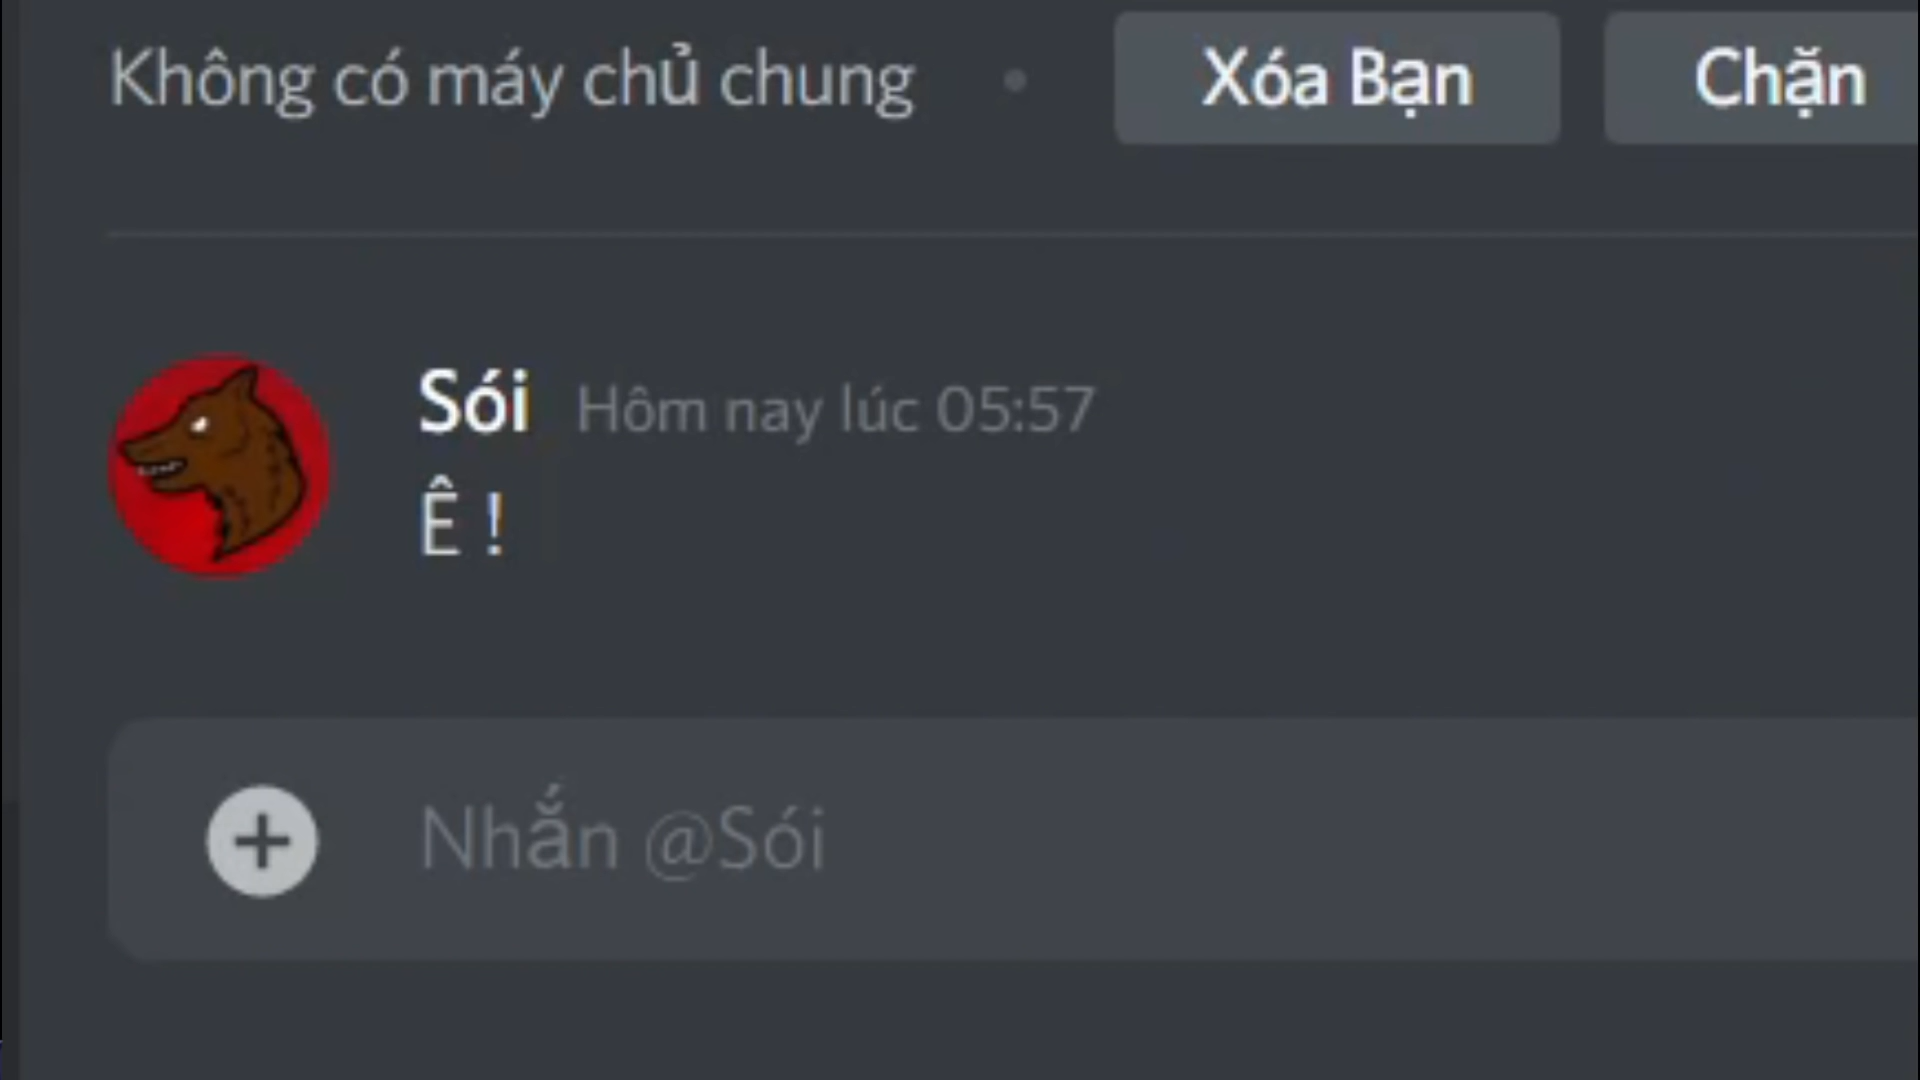 Không có máy chủ chung • Xóa Bạn Chặn
Sói Hôm nay lúc 05:57
Ê !
Nhắn @Sói